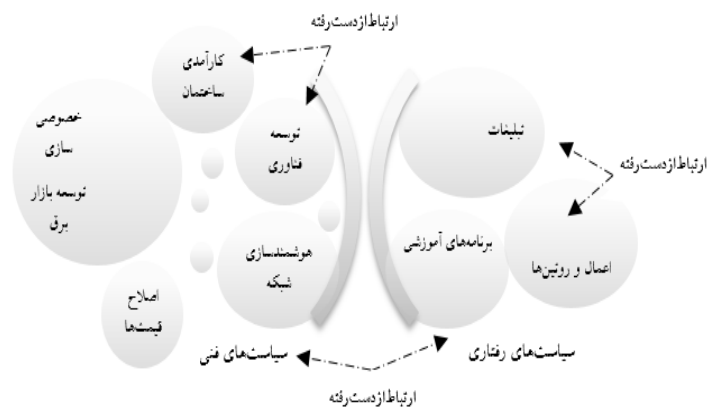 ارتباط‌ازدست‌رفته
کارآمدی
ساختمان
خصوصی
سازی
توسعه بازار
برق
توسعه
فناوری
تبلیغات
ارتباط‌ازدست‌رفته
هوشمندسازی
شبکه
برنامه‌های آموزشی
اعمال و روتین‌ها
اصلاح
قیمت‌ها
سیاست‌های رفتاری
سیاست‌های فنی
ارتباط‌ازدست‌رفته